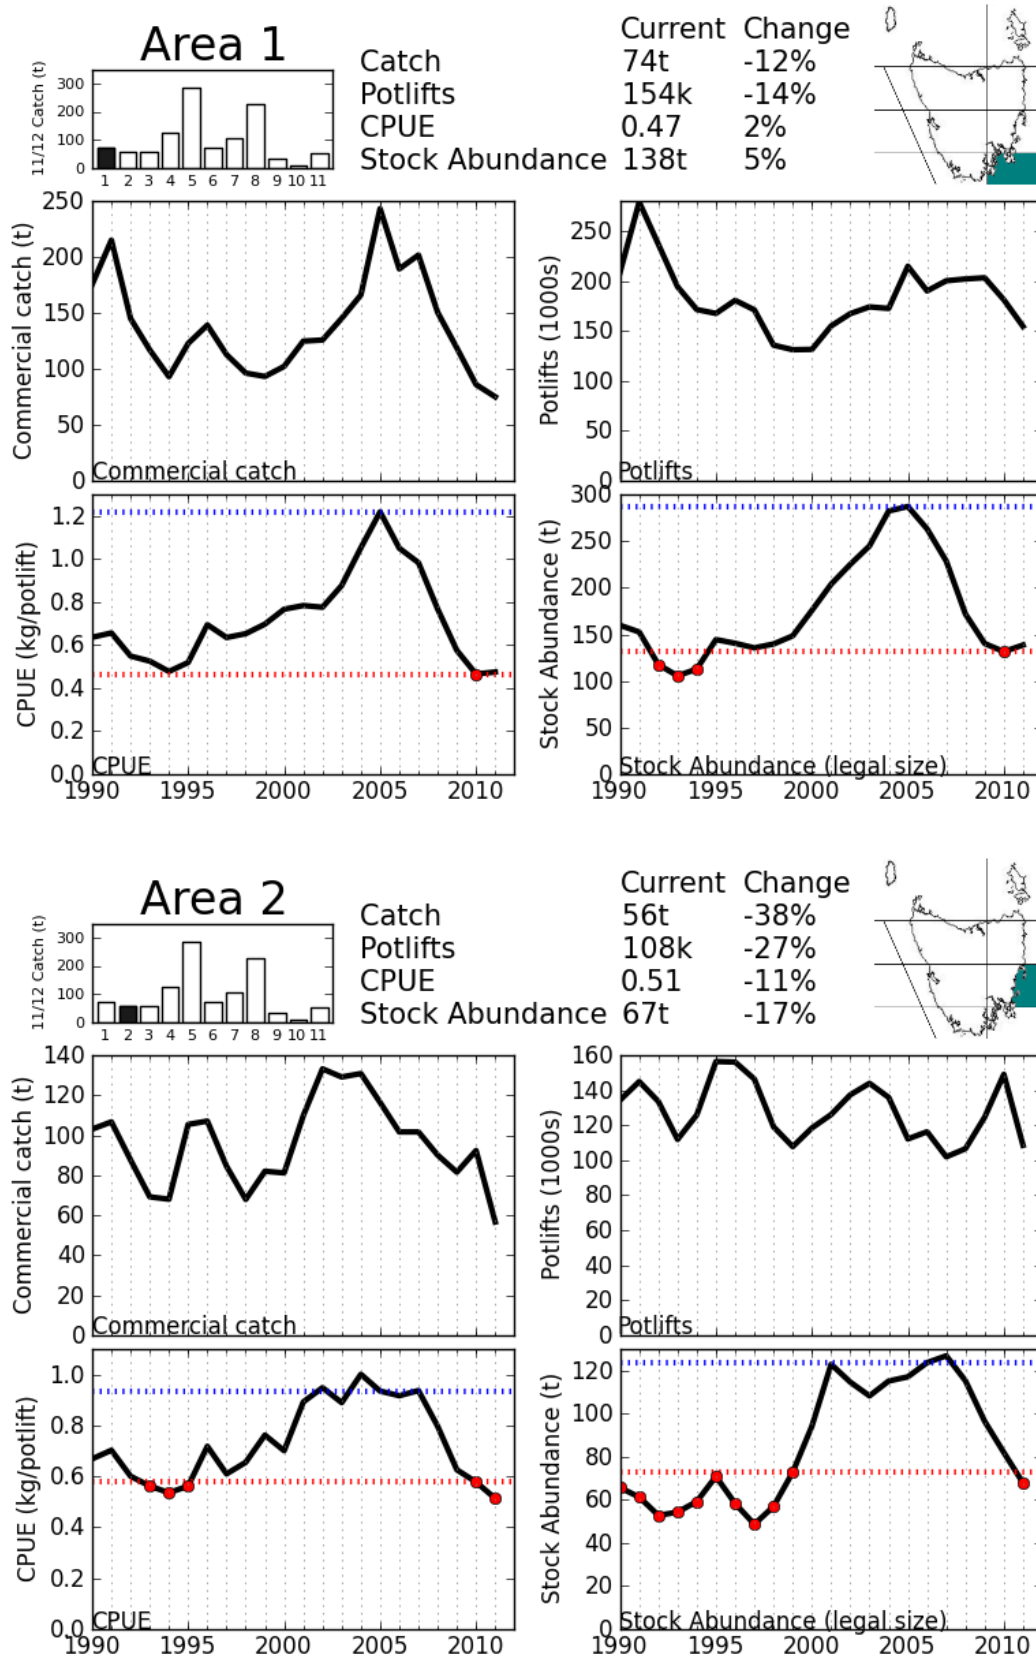 Area 1
Current Change
Catch 74t -12%
Potlifts 154k -14%
CPUE 0.47 2%
Stock Abundance 138t 5%
11/12 Catch (t)
300
200
100
0
1 2 3 4 5 6 7 8 9 10 11
Commercial catch (t)
250
200
150
100
50
0
Commercial catch
Potlifts (1000s)
250
200
150
100
50
0
Potlifts
CPUE (kg/potlift)
1.2
1.0
0.8
0.6
0.4
0.2
0.0
CPUE
1990 1995 2000 2005 2010
Stock Abundance (t)
300
250
200
150
100
50
0
Stock Abundance (legal size)
1990 1995 2000 2005 2010
Area 2
Current Change
Catch 56t -38%
Potlifts 108k -27%
CPUE 0.51 -11%
Stock Abundance 67t -17%
11/12 Catch (t)
300
200
100
0
1 2 3 4 5 6 7 8 9 10 11
Commercial catch (t)
140
120
100
80
60
40
20
0
Commercial catch
Potlifts (1000s)
160
140
120
100
80
60
40
20
0
Potlifts
CPUE (kg/potlift)
1.0
0.8
0.6
0.4
0.2
0.0
CPUE
1990 1995 2000 2005 2010
Stock Abundance (t)
120
100
80
60
40
20
0
Stock Abundance (legal size)
1990 1995 2000 2005 2010